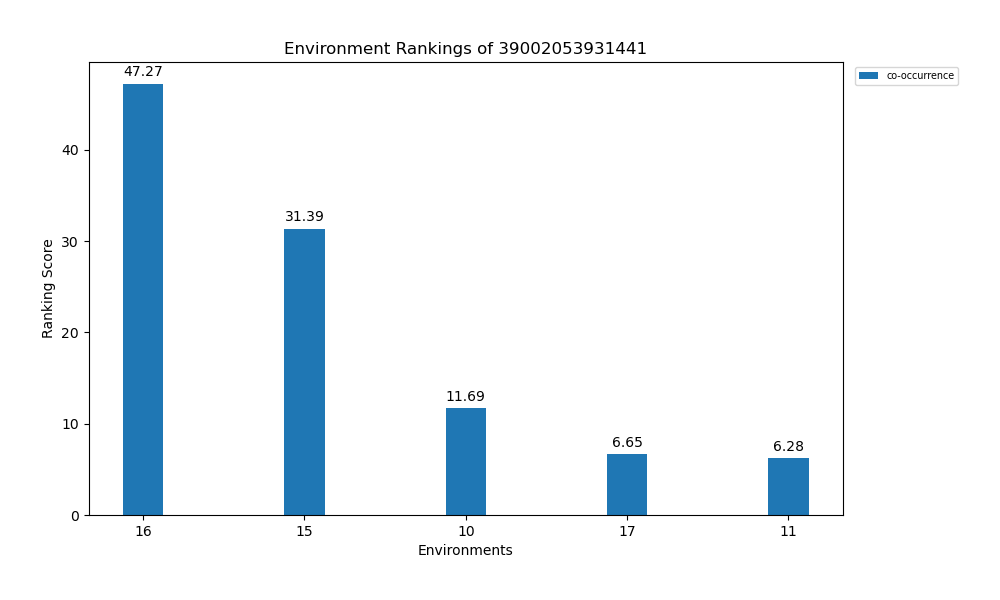 Environment Rankings of 39002053931441
47.27
co-occurrence
40
31.39
30
Ranking Score
20
11.69
10
6.65
6.28
0
16 15 10 17 11
Environments